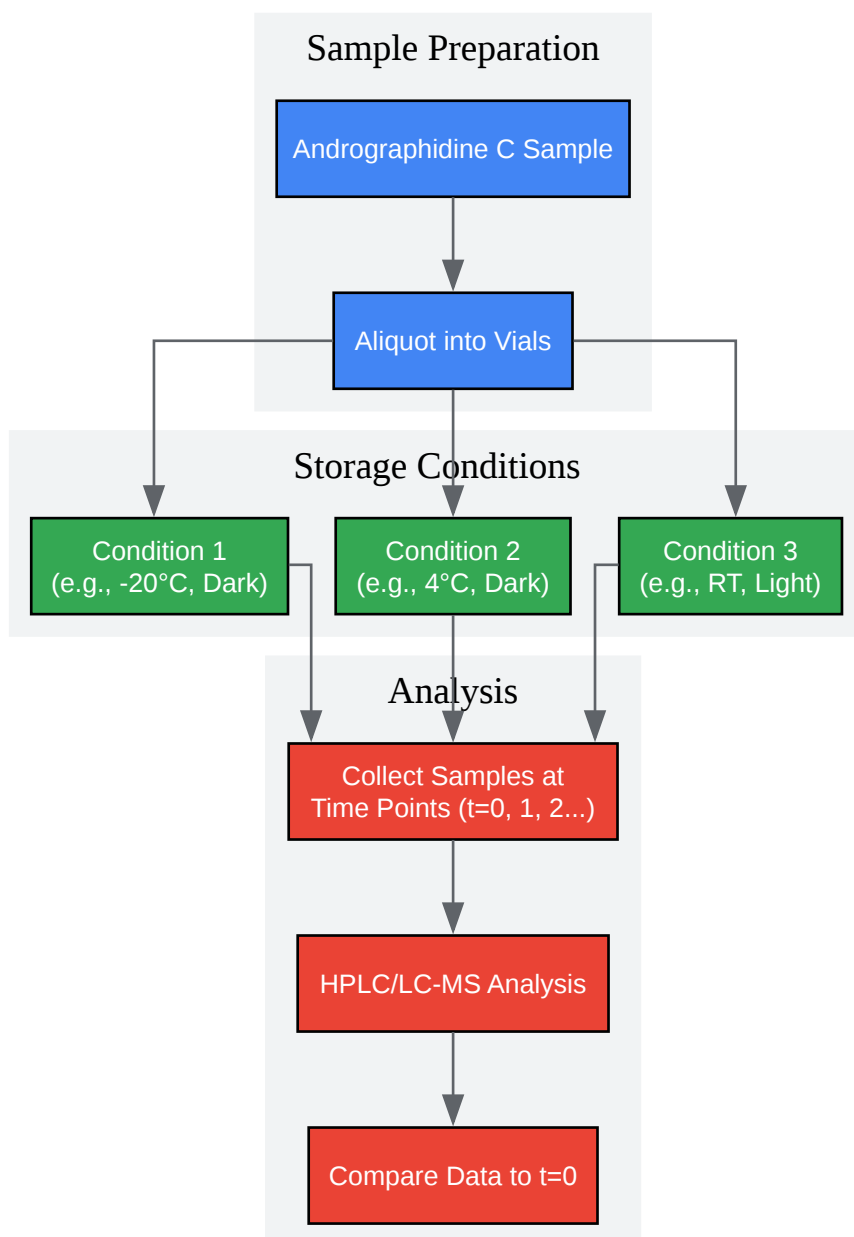 Sample Preparation
Andrographidine C Sample
Aliquot into Vials
Storage Conditions
Condition 1
(e.g., -20°C, Dark)
Condition 2
(e.g., 4°C, Dark)
Condition 3
(e.g., RT, Light)
Analysis
Collect Samples at
Time Points (t=0, 1, 2...)
HPLC/LC-MS Analysis
Compare Data to t=0